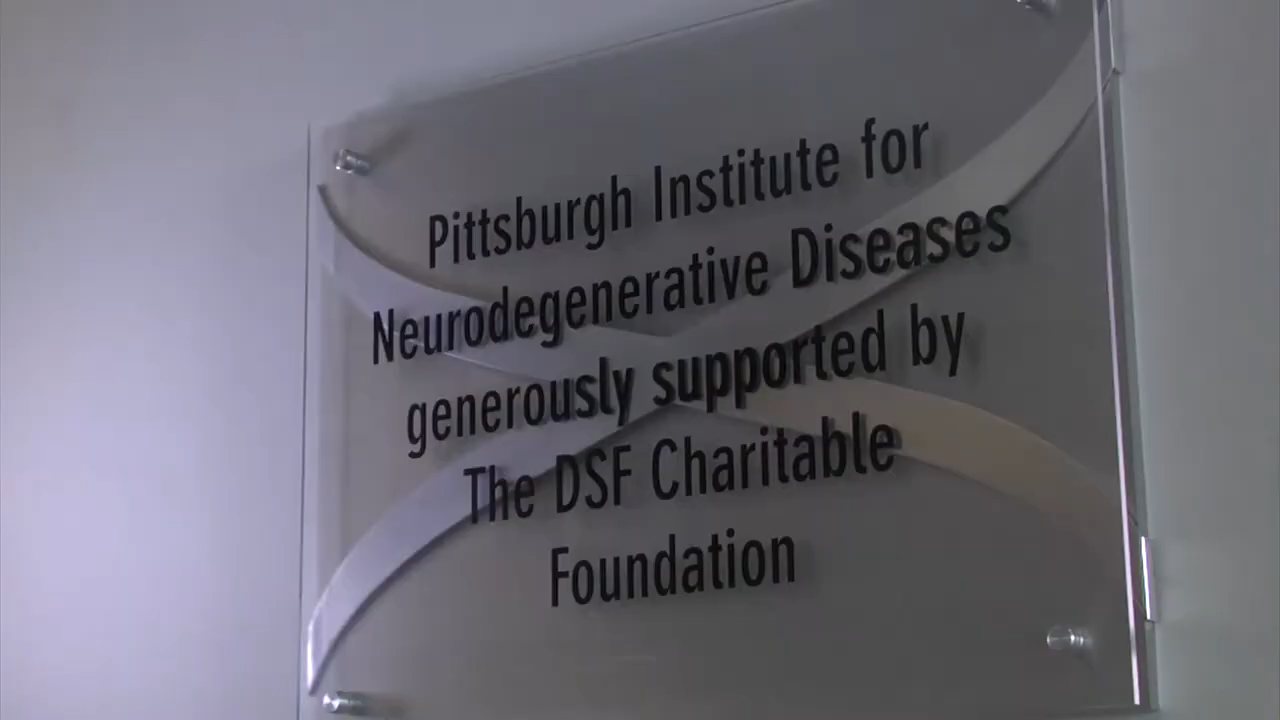 Pittsburgh Institute for
Neurodegenerative Diseases
generously supported by
The DSF Charitable
Foundation